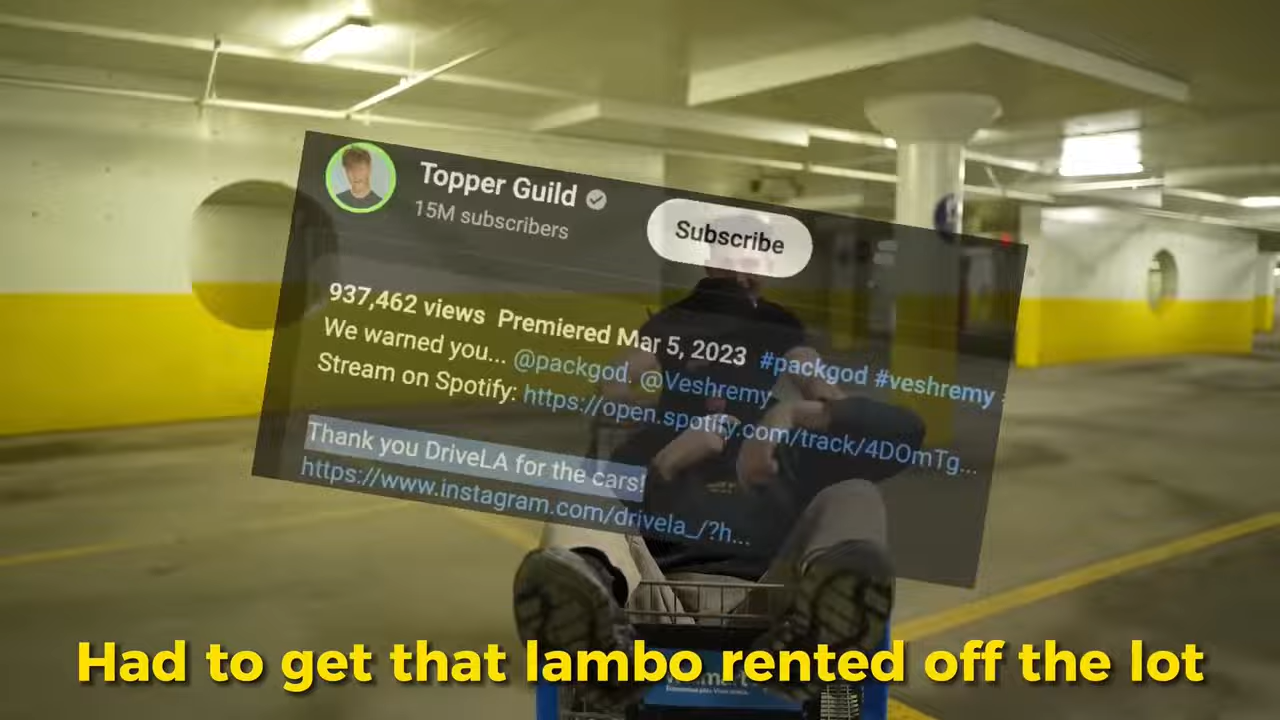 Topper Guild
15M subscribers
Subscribe
937,462 views Premiered Mar 5, 2023 #packgod #veshremy
We warned you... @packgod. @Veshremy
Stream on Spotify: https://open.spotify.com/track/4DOmTg...
Thank you DriveLA for the cars!
https://www.instagram.com/drivela_/?h...
Had to get that lambo rented off the lot